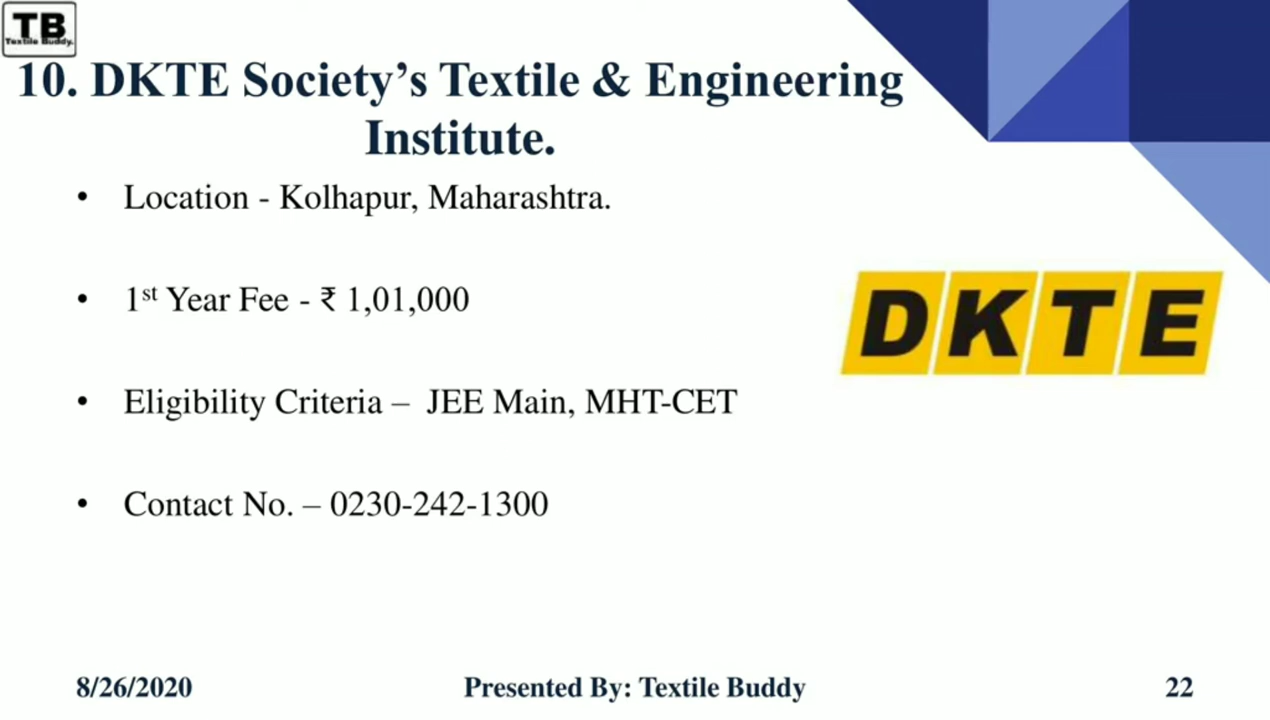 TB
Textile Buddy.
10. DKTE Society’s Textile & Engineering
Institute.
• Location - Kolhapur, Maharashtra.
• 1st Year Fee - ₹ 1,01,000
• Eligibility Criteria – JEE Main, MHT-CET
• Contact No. – 0230-242-1300
DKTE
8/26/2020 Presented By: Textile Buddy 22